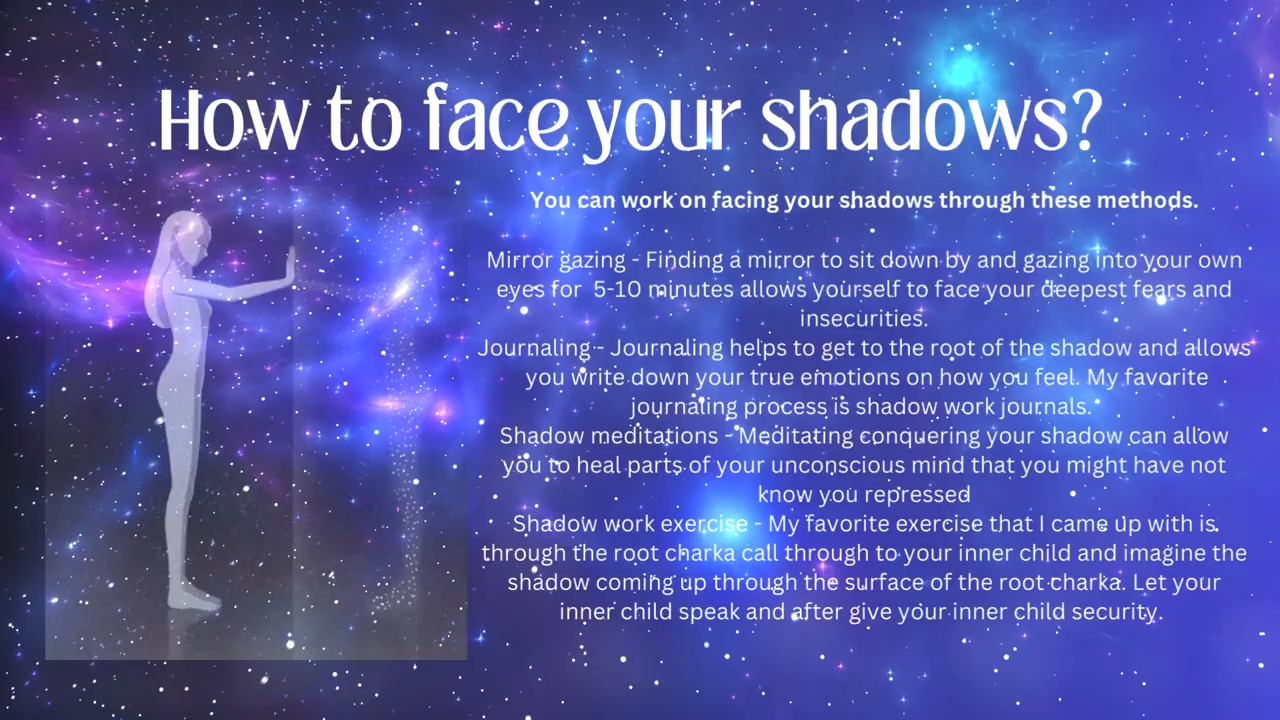 How to face your shadows?
You can work on facing your shadows through these methods.
Mirror gazing - Finding a mirror to sit down by and gazing into your own
eyes for 5-10 minutes allows yourself to face your deepest fears and
insecurities.
Journaling - Journaling helps to get to the root of the shadow and allows
you write down your true emotions on how you feel. My favorite
journaling process is shadow work journals.
Shadow meditations - Meditating conquering your shadow can allow
you to heal parts of your unconscious mind that you might have not
know you repressed
Shadow work exercise - My favorite exercise that I came up with is.
through the root charka call through to your inner child and imagine the
shadow coming up through the surface of the root charka. Let your
inner child speak and after give your inner child security.